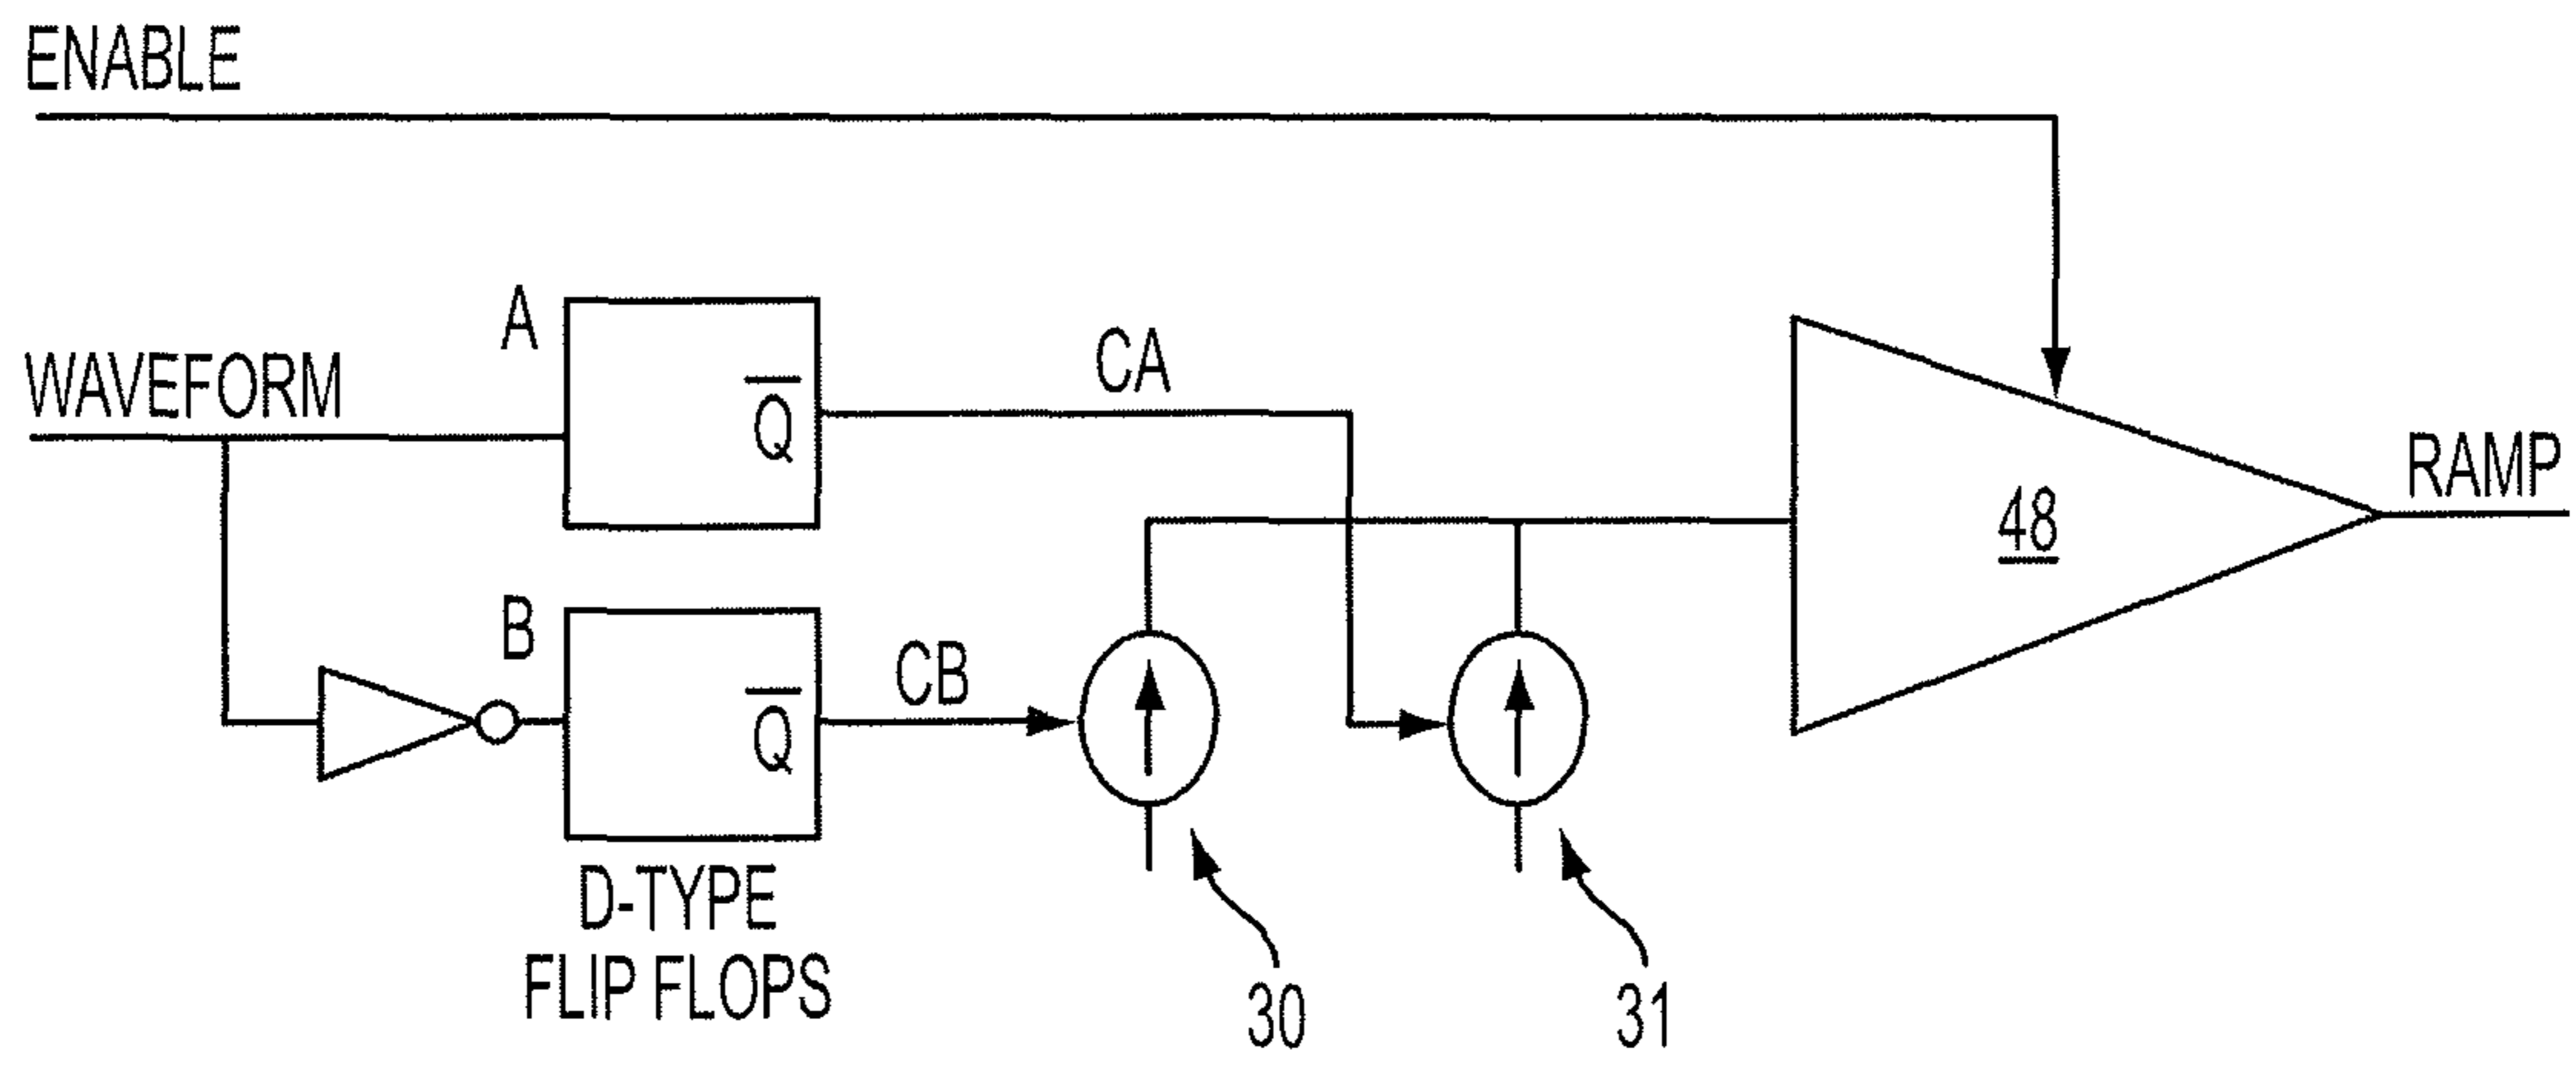 ENABLE
WAVEFORM
A
Q̅
CA
RAMP
48
B
Q̅
CB
D-TYPE
FLIP FLOPS
30
31